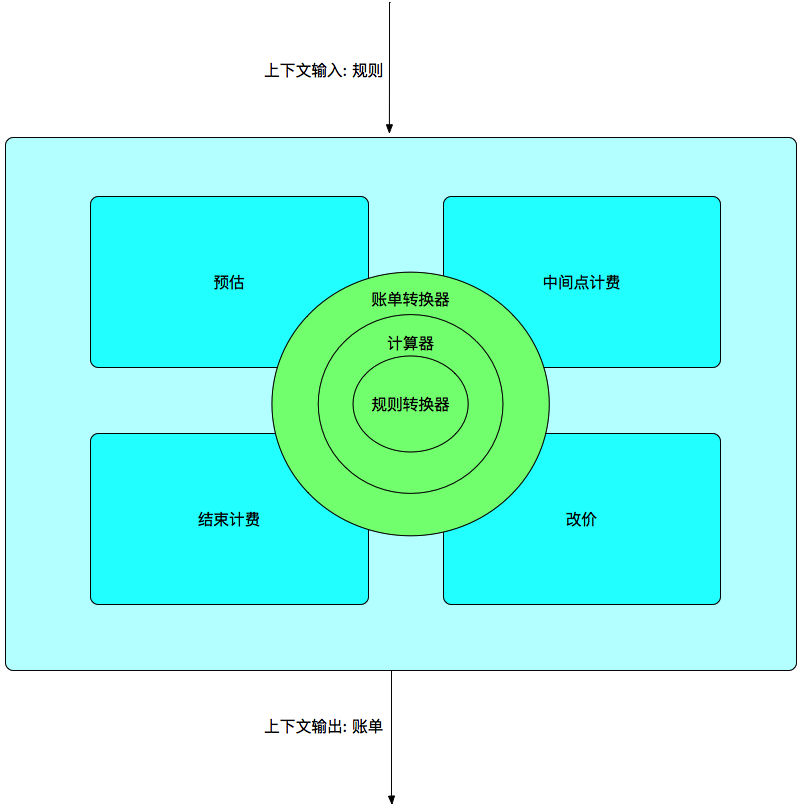 上下文输入: 规则
预估
中间点计费
账单转换器
计算器
规则转换器
结束计费
改价
上下文输出: 账单